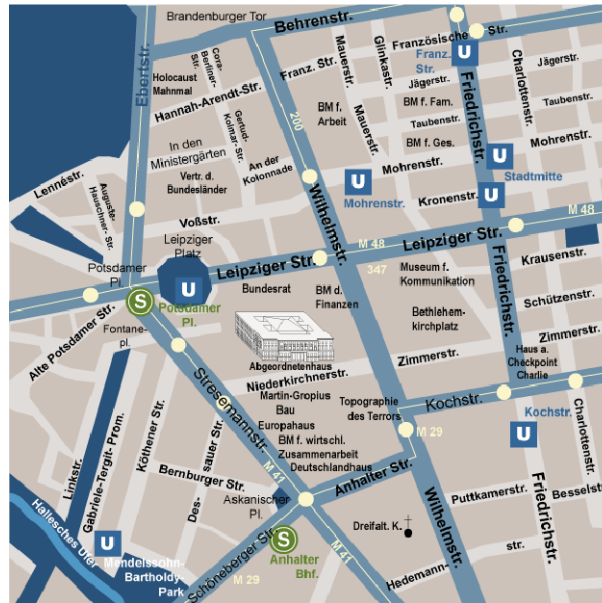 Brandenburger Tor
Behrenstr.
Französische
Str.
U
Franz.
Str.
Cora-
Berliner-
Str.
Mauerstr.
Glinkastr.
Charlottenstr.
Ebertstr.
Holocaust
Mahnmal
Franz. Str.
Jägerstr.
Jägerstr.
Hannah-Arendt-Str.
BM f.
Arbeit
BM f. Fam.
Friedrichstr.
Taubenstr.
Taubenstr.
200
Gertrud-
Kolmar- Str.
Mauerstr.
BM f. Ges.
Mohrenstr.
In den
Ministergärten
An der
Kolonnade
Mohrenstr.
U
Stadtmitte
Lennéstr.
Vertr. d.
Bundesländer
U
Mohrenstr.
Kronenstr.
U
Auguste-
Hauschner- Str.
Voßstr.
Wilhelmstr.
M 48
Leipziger
Platz
Leipziger Str.
M 48
Leipziger Str.
347
Krausenstr.
Potsdamer
Pl.
U
Bundesrat
BM d.
Finanzen
Museum f.
Kommunikation
Friedrichstr.
S
Potsdamer
Pl.
Schützenstr.
Alte Potsdamer Str.
Fontane-
pl.
Bethlehem-
kirchplatz
Zimmerstr.
Abgeordnetenhaus
Zimmerstr.
Haus a.
Checkpoint
Charlie
Stresemannstr.
Niederkirchnerstr.
Martin-Gropius
Bau
Topographie
des Terrors
Kochstr.
Kochstr.
U
Charlottenstr.
Europahaus
BM f. wirtschl.
Zusammenarbeit
Deutschlandhaus
M 29
Linkstr.
Gabriele-Tergit- Prom.
Köthener Str.
Des-
sauer Str.
Bernburger Str.
M 41
Anhalter Str.
Askanischer
Pl.
Puttkamerstr.
Besselstr
Hallesches Ufer
U
Mendelssohn-
Bartholdy-
Park
Schöneberger Str.
M 29
S
Anhalter
Bhf.
M 41
Dreifalt. K.
Wilhelmstr.
Friedrichstr.
Hedemann-
str.